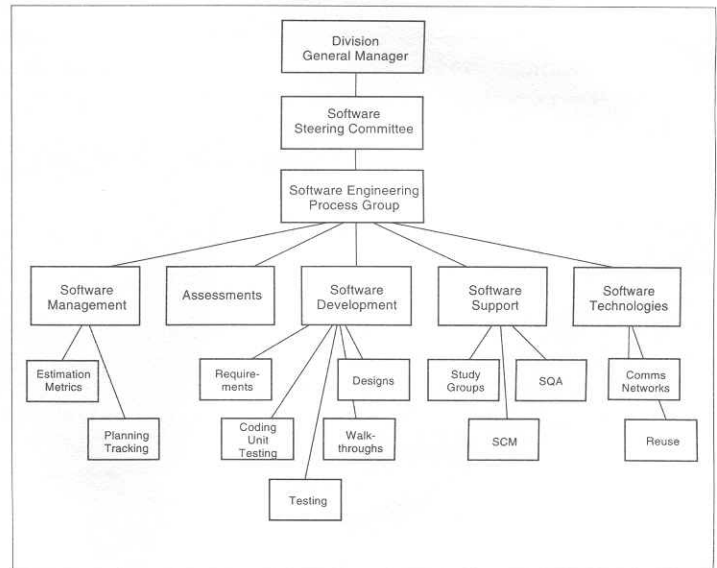 Division
General Manager
Software
Steering Committee
Software Engineering
Process Group
Software
Management
Assessments
Software
Development
Software
Support
Software
Technologies
Estimation
Metrics
Require-
ments
Designs
Study
Groups
SQA
Comms
Networks
Planning
Tracking
Coding
Unit
Testing
Walk-
throughs
SCM
Reuse
Testing